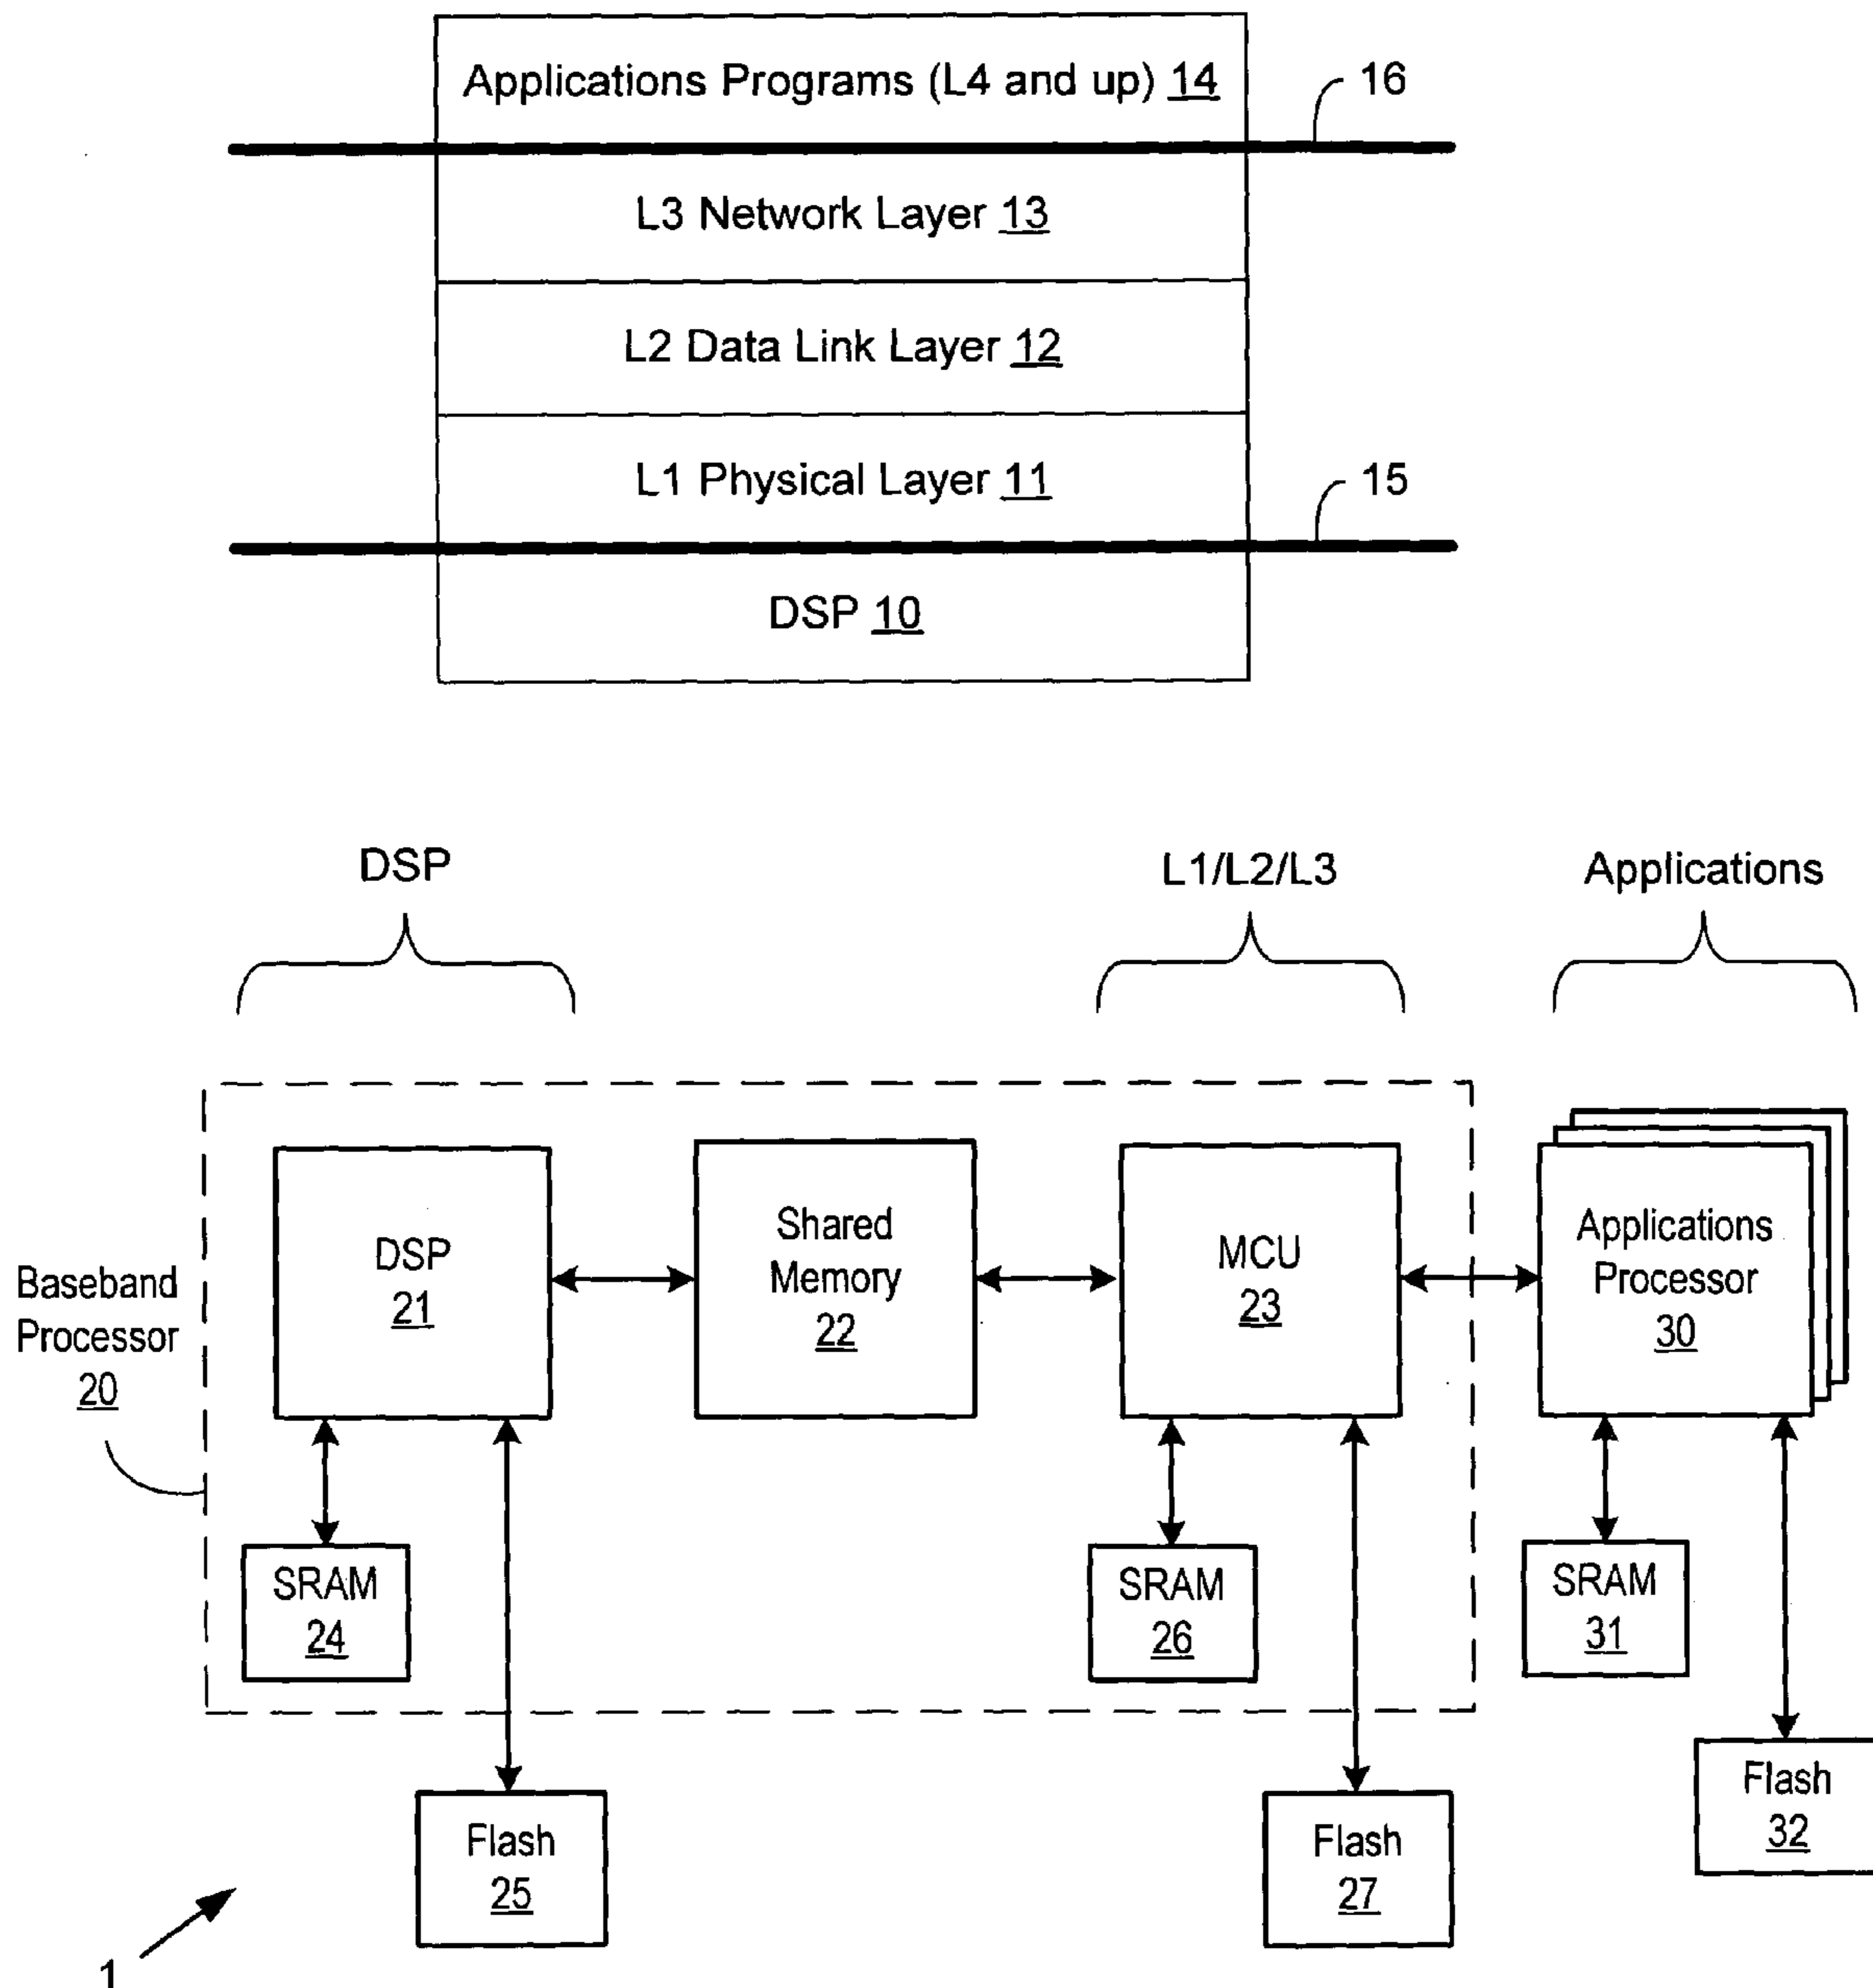 Applications Programs (L4 and up) 14
16
L3 Network Layer 13
L2 Data Link Layer 12
L1 Physical Layer 11
15
DSP 10
DSP
L1/L2/L3
Applications
Baseband
Processor
20
DSP
21
Shared
Memory
22
MCU
23
Applications
Processor
30
SRAM
24
SRAM
26
SRAM
31
Flash
25
Flash
27
Flash
32
1